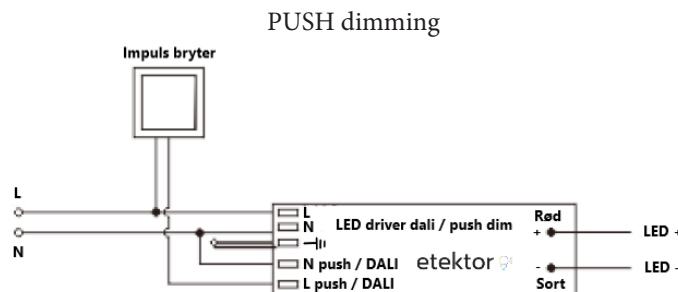 PUSH dimming
Impuls bryter
L
N
L
N
LED driver dali / push dim
N push / DALI
L push / DALI
etektor
Rød
+
-
Sort
LED +
LED -